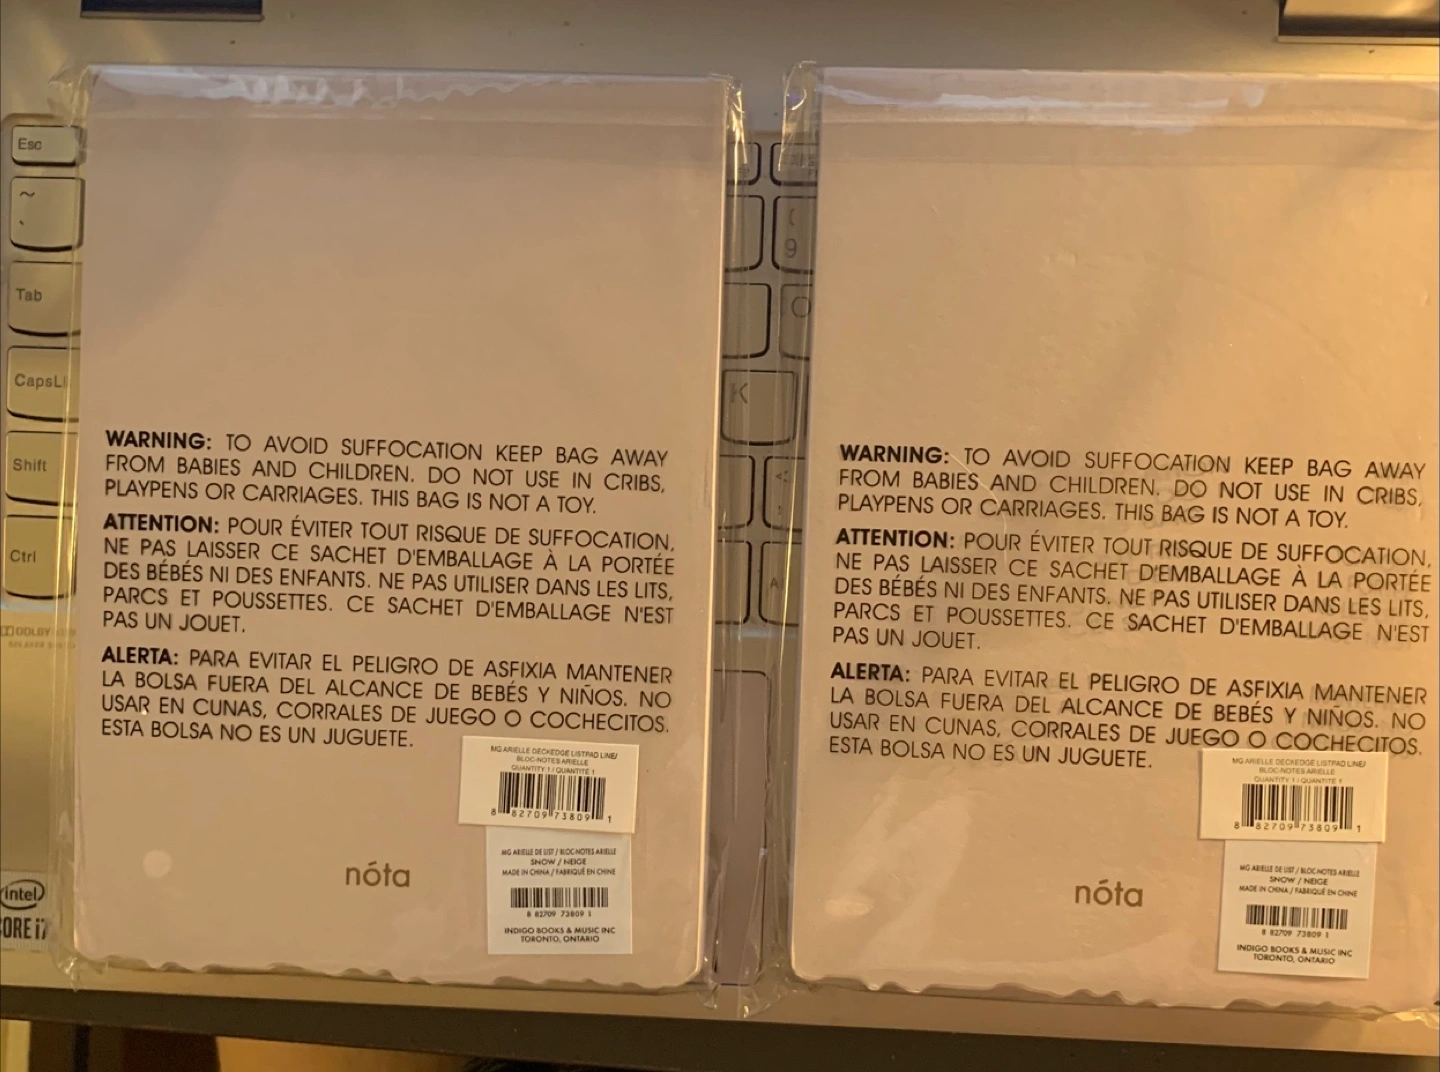 Esc
~
`
Tab
CapsL
Shift
Ctrl
DOLBY
intel
CORE i7
WARNING: TO AVOID SUFFOCATION KEEP BAG AWAY
FROM BABIES AND CHILDREN. DO NOT USE IN CRIBS,
PLAYPENS OR CARRIAGES. THIS BAG IS NOT A TOY.
ATTENTION: POUR ÉVITER TOUT RISQUE DE SUFFOCATION,
NE PAS LAISSER CE SACHET D'EMBALLAGE À LA PORTÉE
DES BÉBÉS NI DES ENFANTS. NE PAS UTILISER DANS LES LITS,
PARCS ET POUSSETTES. CE SACHET D'EMBALLAGE N'EST
PAS UN JOUET.
ALERTA: PARA EVITAR EL PELIGRO DE ASFIXIA MANTENER
LA BOLSA FUERA DEL ALCANCE DE BEBÉS Y NIÑOS. NO
USAR EN CUNAS, CORRALES DE JUEGO O COCHECITOS.
ESTA BOLSA NO ES UN JUGUETE.
MG ARIELLE DECKEDGE LISTPAD LINE/
BLOC-NOTES ARIELLE
QUANTITY 1 / QUANTITÉ 1
8 82709 73809 1
MG ARIELLE DE LIST / BLOC-NOTES ARIELLE
SNOW / NEIGE
MADE IN CHINA / FABRIQUÉ EN CHINE
8 82709 73809 1
INDIGO BOOKS & MUSIC INC
TORONTO, ONTARIO
nóta
(
9
O
K
<
WARNING: TO AVOID SUFFOCATION KEEP BAG AWAY
FROM BABIES AND CHILDREN. DO NOT USE IN CRIBS,
PLAYPENS OR CARRIAGES. THIS BAG IS NOT A TOY.
ATTENTION: POUR ÉVITER TOUT RISQUE DE SUFFOCATION,
NE PAS LAISSER CE SACHET D'EMBALLAGE À LA PORTÉE
DES BÉBÉS NI DES ENFANTS. NE PAS UTILISER DANS LES LITS,
PARCS ET POUSSETTES. CE SACHET D'EMBALLAGE N'EST
PAS UN JOUET.
ALERTA: PARA EVITAR EL PELIGRO DE ASFIXIA MANTENER
LA BOLSA FUERA DEL ALCANCE DE BEBÉS Y NIÑOS. NO
USAR EN CUNAS, CORRALES DE JUEGO O COCHECITOS.
ESTA BOLSA NO ES UN JUGUETE.
MG ARIELLE DECKEDGE LISTPAD LINE/
BLOC-NOTES ARIELLE
QUANTITY 1 / QUANTITÉ 1
8 82709 73809 1
MG ARIELLE DE LIST / BLOC-NOTES ARIELLE
SNOW / NEIGE
MADE IN CHINA / FABRIQUÉ EN CHINE
8 82709 73809 1
INDIGO BOOKS & MUSIC INC
TORONTO, ONTARIO
nóta